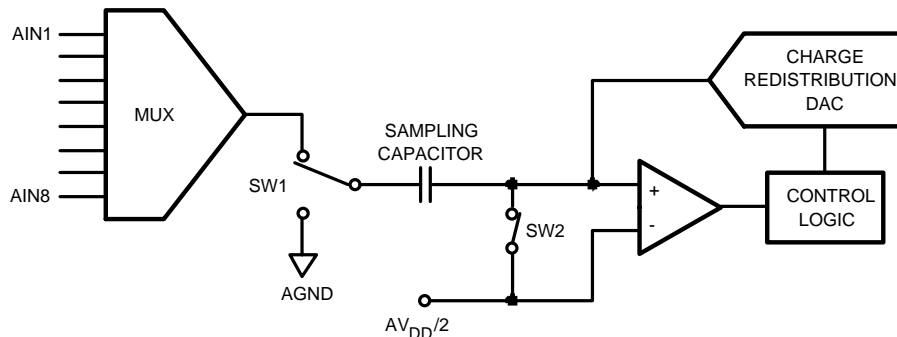 AIN1
AIN8
MUX
SW1
AGND
SAMPLING
CAPACITOR
SW2
AVDD/2
+
-
CHARGE
REDISTRIBUTION
DAC
CONTROL
LOGIC